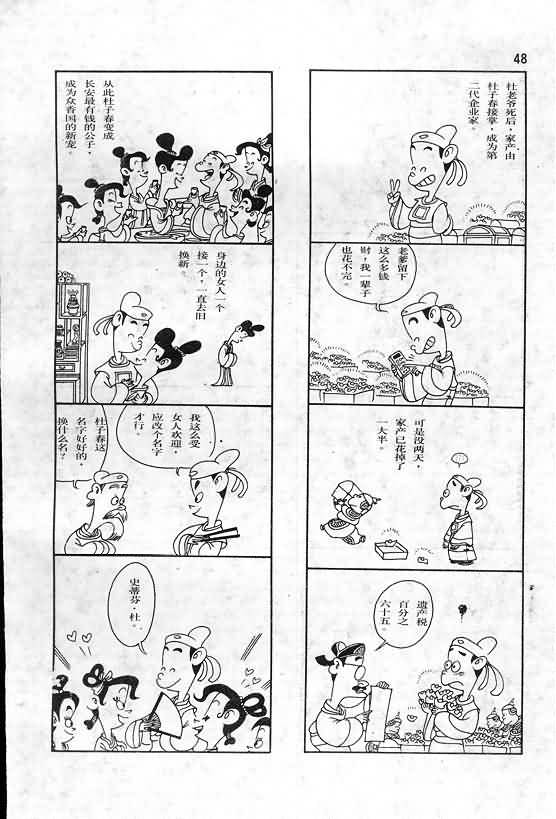 48
杜老爷死后，家产由
杜子春接掌，成为第
二代企业家。
老爹留下
这么多钱
财，我一辈子
也花不完。
可是没两天，
家产已花掉了
一大半。
遗产税
百分之
六十五。
从此杜子春变成
长安最有钱的公子，
成为众香国的新宠。
身边的女人一个
接一个，一直去旧
换新。
我这么受
女人欢迎，
应改个名字
才行。
杜子春这
名字好好的，
换什么名？
史蒂芬·杜。